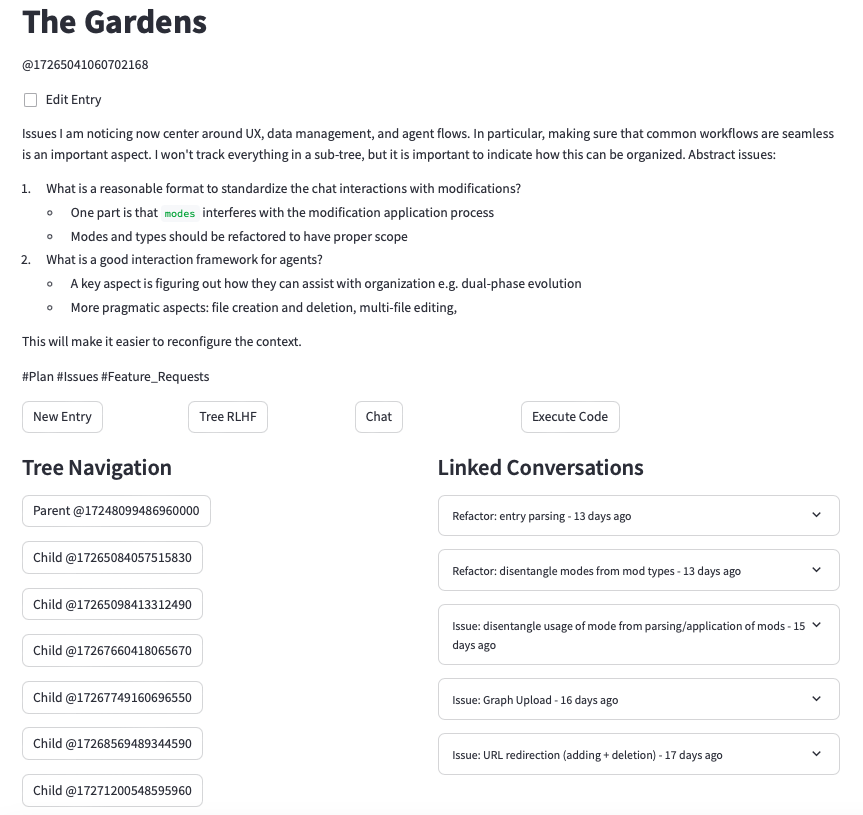 The Gardens
@17265041060702168
Edit Entry
Issues I am noticing now center around UX, data management, and agent flows. In particular, making sure that common workflows are seamless
is an important aspect. I won't track everything in a sub-tree, but it is important to indicate how this can be organized. Abstract issues:
1. What is a reasonable format to standardize the chat interactions with modifications?
One part is that modes interferes with the modification application process
Modes and types should be refactored to have proper scope
2. What is a good interaction framework for agents?
A key aspect is figuring out how they can assist with organization e.g. dual-phase evolution
More pragmatic aspects: file creation and deletion, multi-file editing,
This will make it easier to reconfigure the context.
#Plan #Issues #Feature_Requests
New Entry
Tree RLHF
Chat
Execute Code
Tree Navigation
Parent @17248099486960000
Child @17265084057515830
Child @17265098413312490
Child @17267660418065670
Child @17267749160696550
Child @17268569489344590
Child @17271200548595960
Linked Conversations
Refactor: entry parsing - 13 days ago
Refactor: disentangle modes from mod types - 13 days ago
Issue: disentangle usage of mode from parsing/application of mods - 15
days ago
Issue: Graph Upload - 16 days ago
Issue: URL redirection (adding + deletion) - 17 days ago